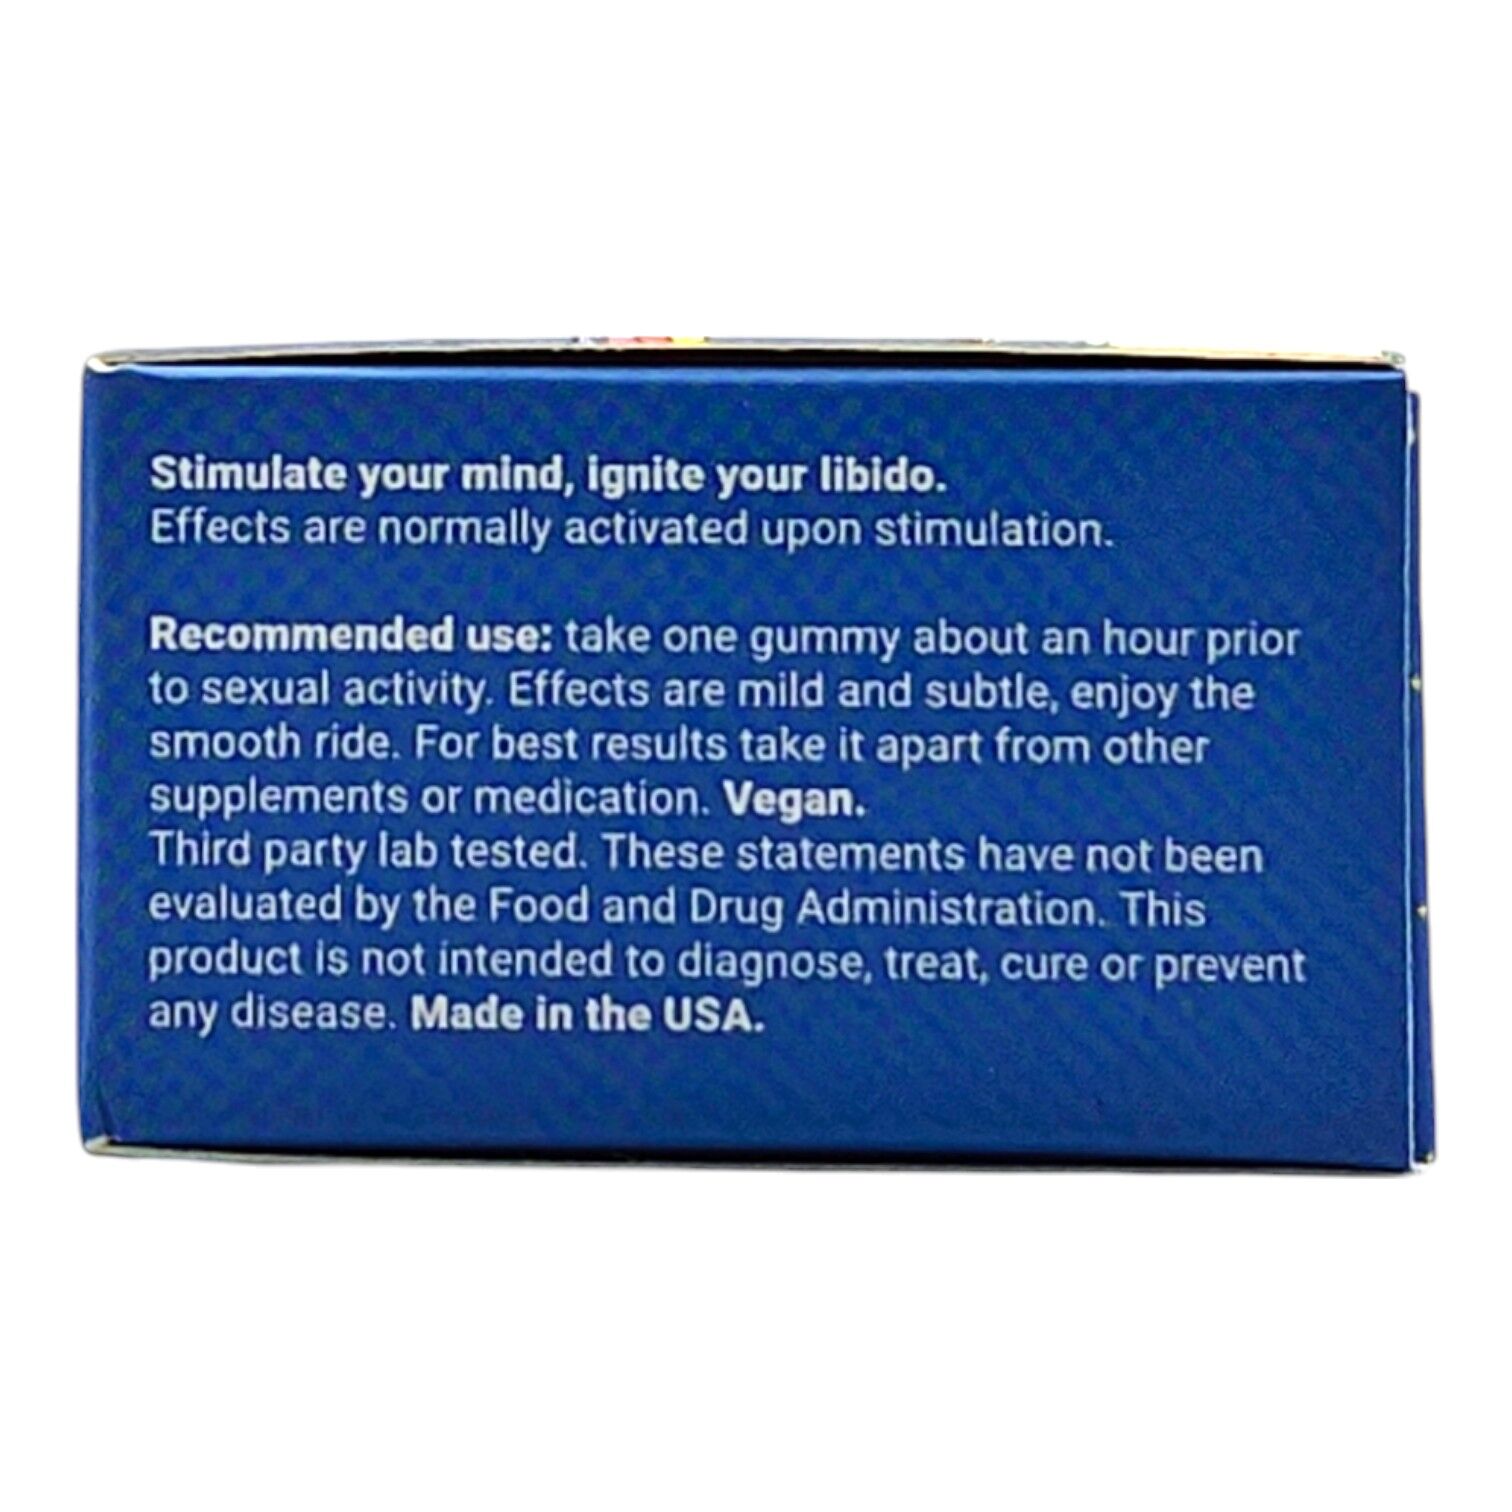 Stimulate your mind, ignite your libido.
Effects are normally activated upon stimulation.
Recommended use: take one gummy about an hour prior
to sexual activity. Effects are mild and subtle, enjoy the
smooth ride. For best results take it apart from other
supplements or medication. Vegan.
Third party lab tested. These statements have not been
evaluated by the Food and Drug Administration. This
product is not intended to diagnose, treat, cure or prevent
any disease. Made in the USA.